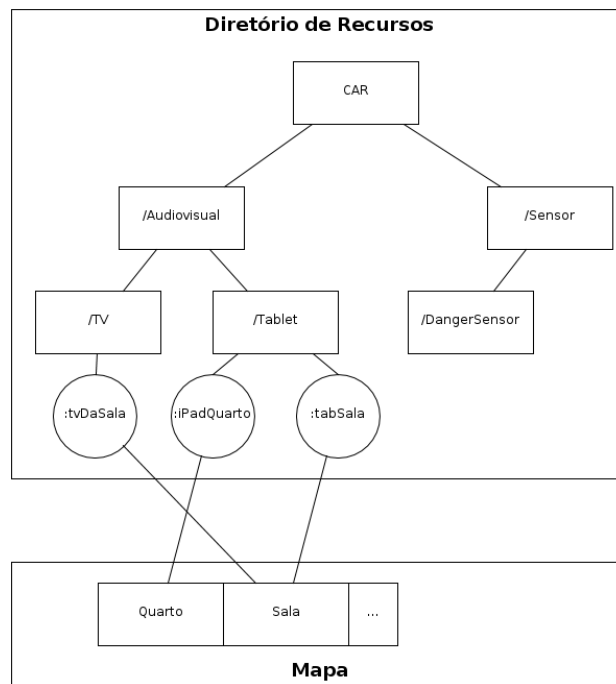 Diretório de Recursos
CAR
/Audiovisual
/Sensor
/TV
/Tablet
/DangerSensor
:tvDaSala
:iPadQuarto
:tabSala
Quarto
Sala
...
Mapa